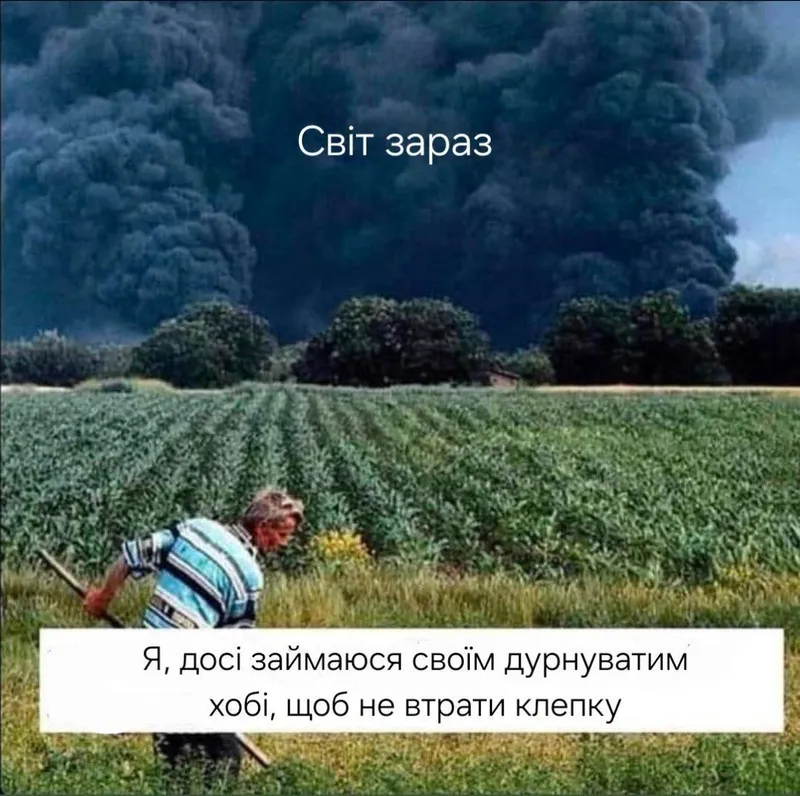 Світ зараз
Я, досі займаюся своїм дурнуватим
хобі, щоб не втрати клепку